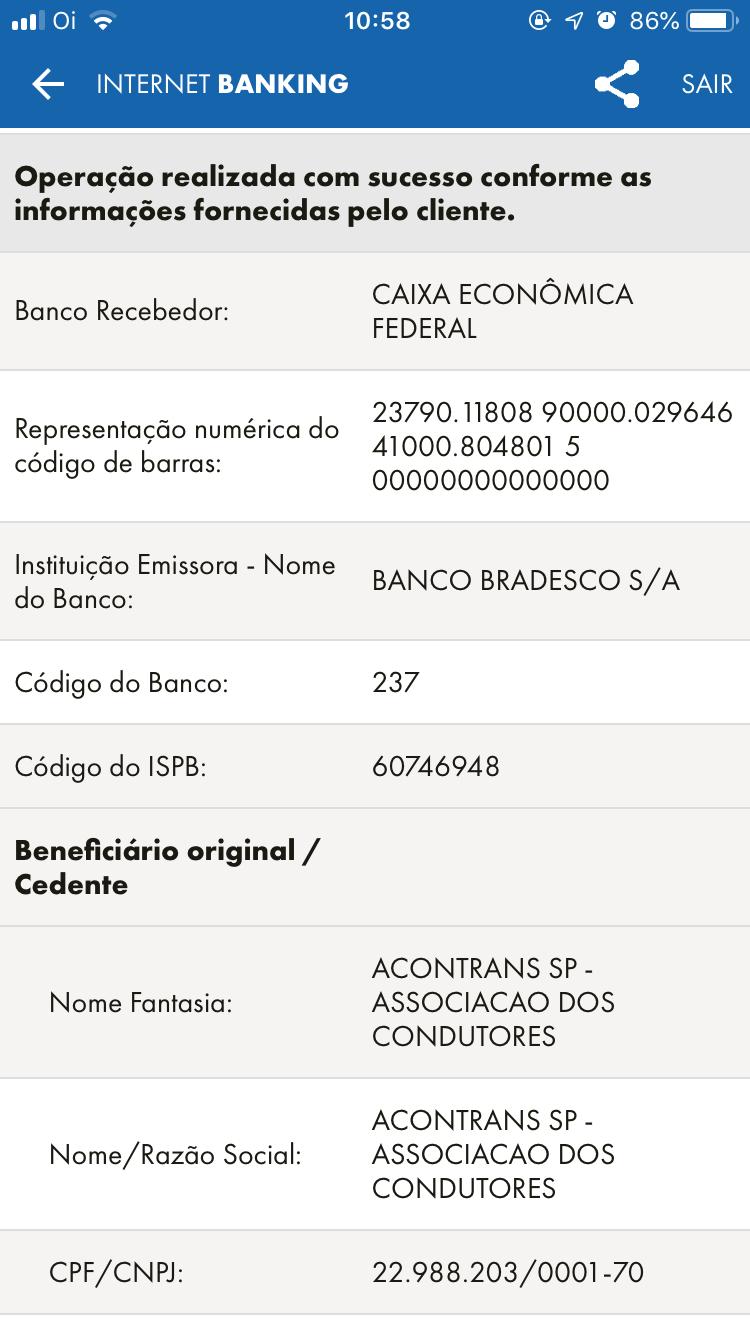 Oi 10:58 86%
INTERNET BANKING SAIR
Operação realizada com sucesso conforme as
informações fornecidas pelo cliente.
Banco Recebedor:
CAIXA ECONÔMICA
FEDERAL
Representação numérica do
código de barras:
23790.11808 90000.029646
41000.804801 5
00000000000000
Instituição Emissora - Nome
do Banco:
BANCO BRADESCO S/A
Código do Banco:
237
Código do ISPB:
60746948
Beneficiário original /
Cedente
Nome Fantasia:
ACONTRANS SP -
ASSOCIACAO DOS
CONDUTORES
Nome/Razão Social:
ACONTRANS SP -
ASSOCIACAO DOS
CONDUTORES
CPF/CNPJ:
22.988.203/0001-70